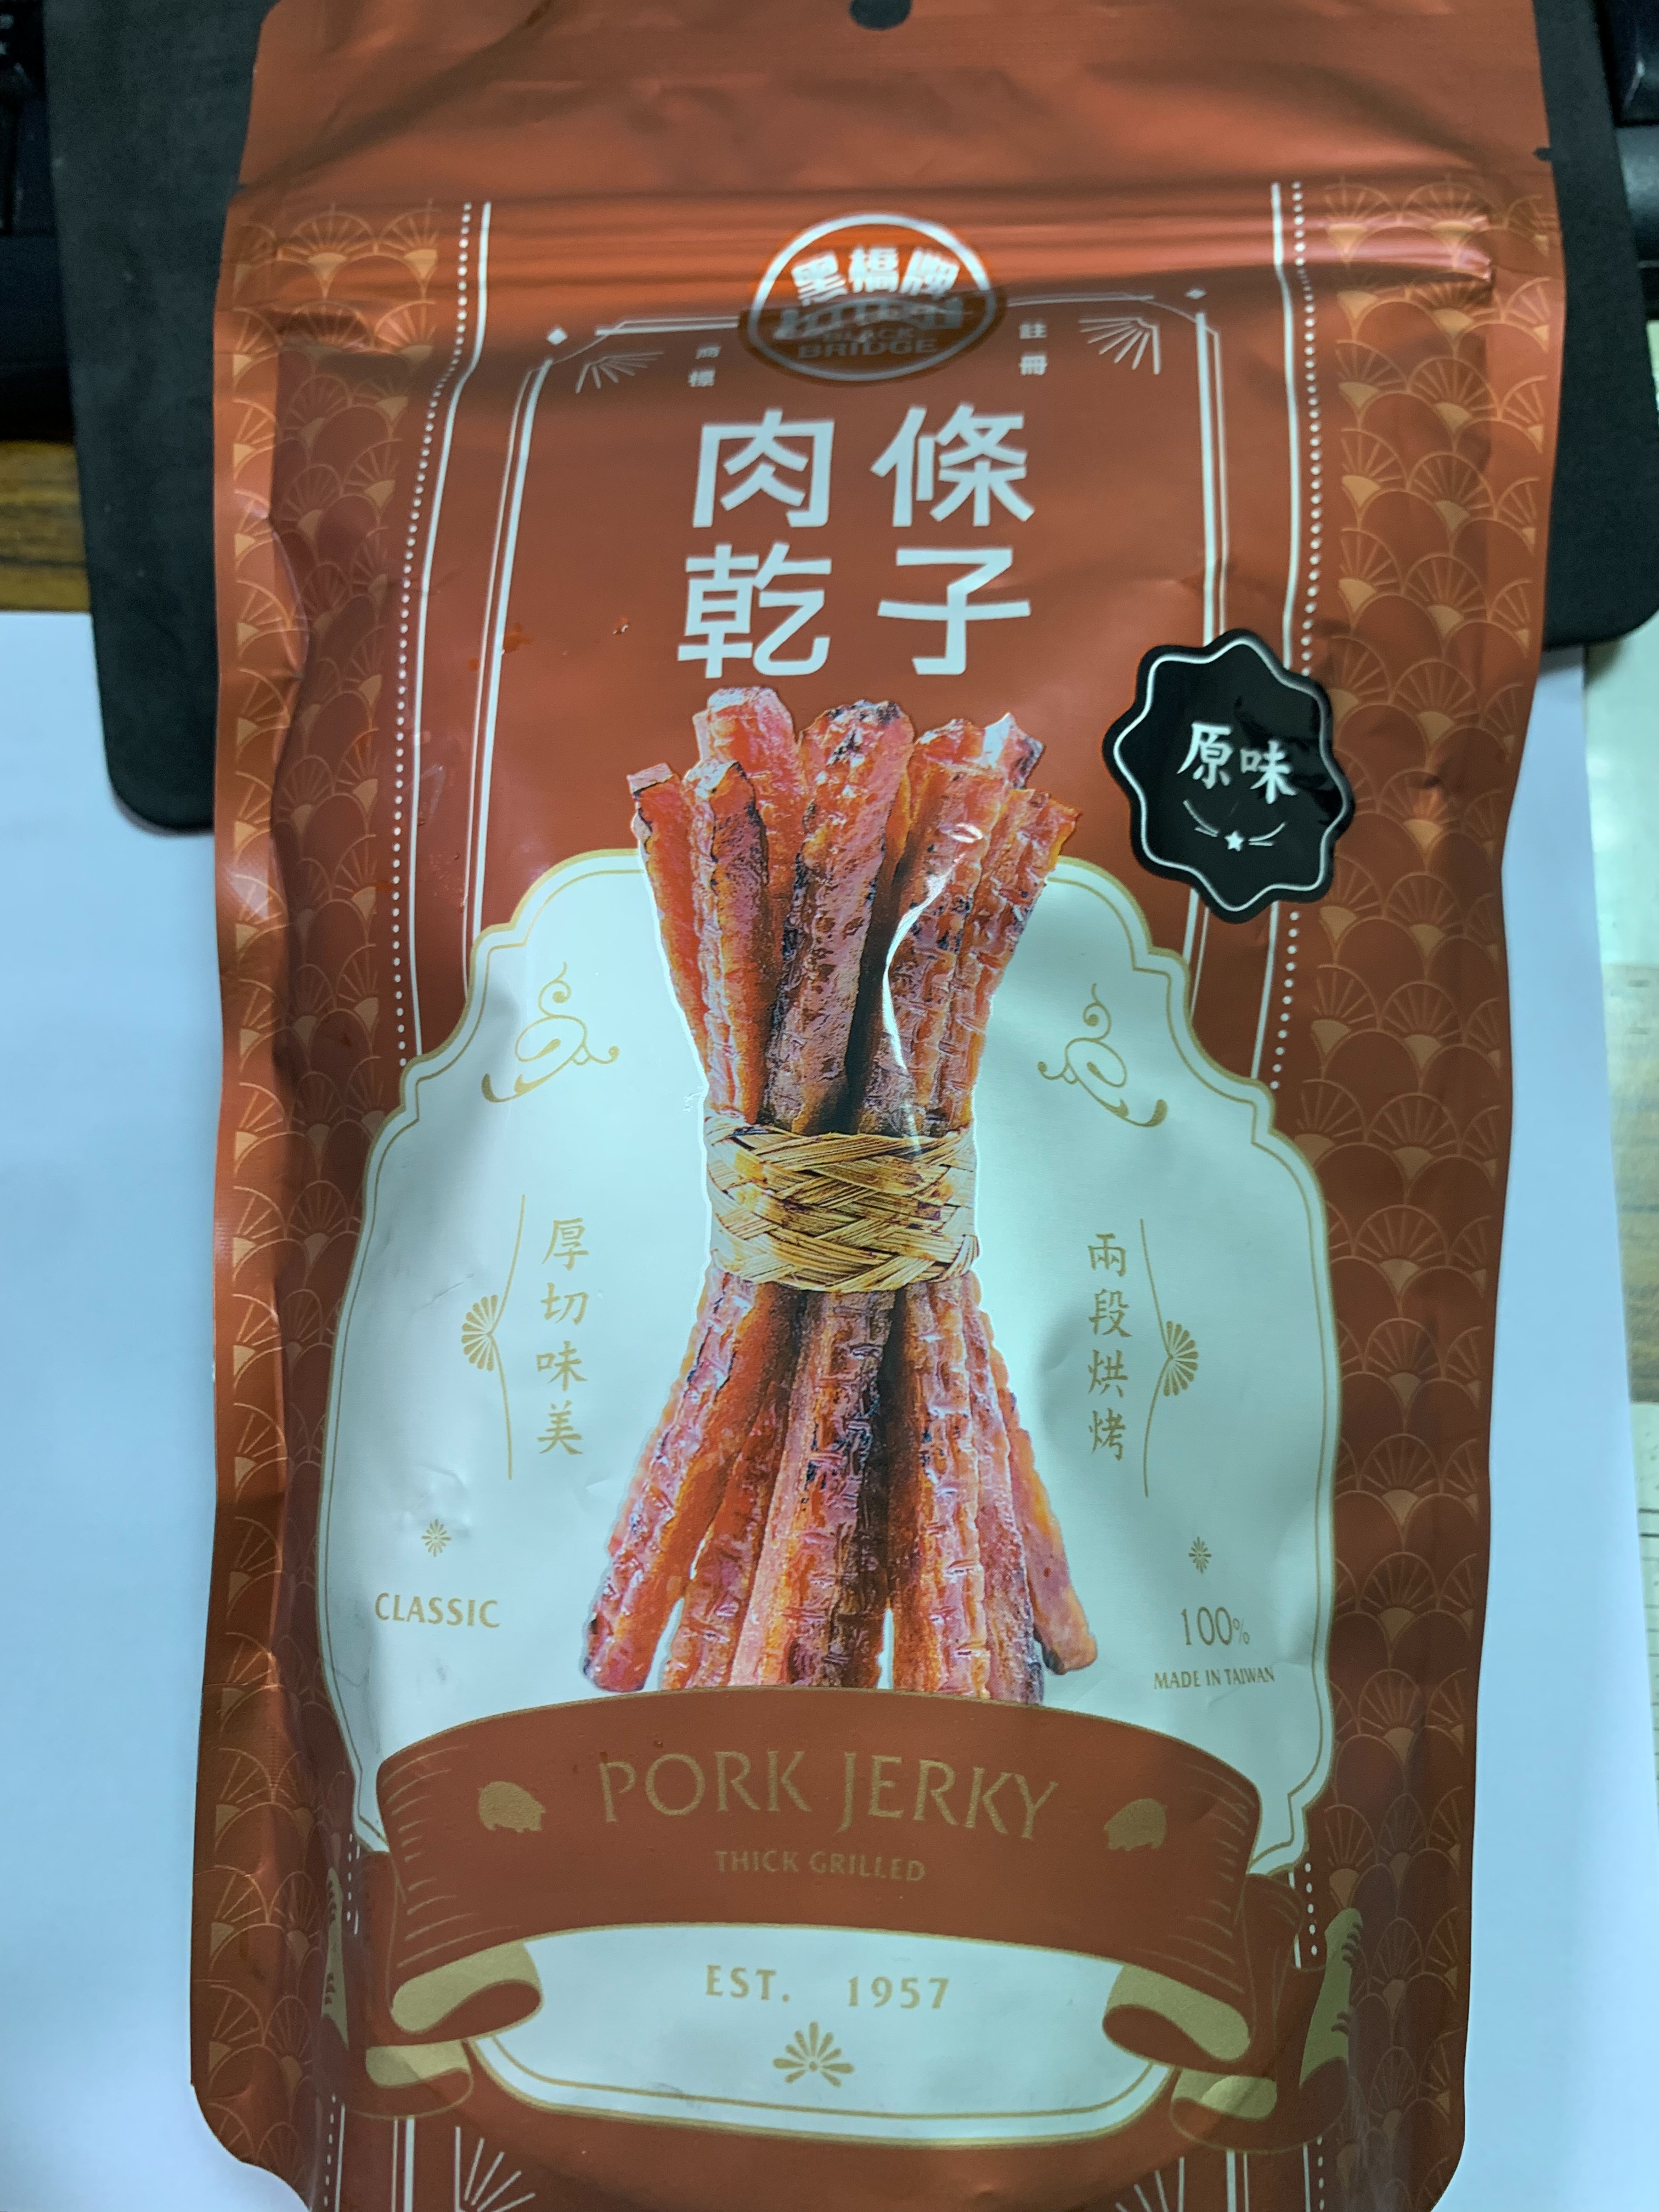 黑橋牌
BLACK
BRIDGE
商標
註冊
條子
肉乾
原味
兩段烘烤
厚切味美
CLASSIC
100%
MADE IN TAIWAN
PORK JERKY
THICK GRILLED
EST. 1957